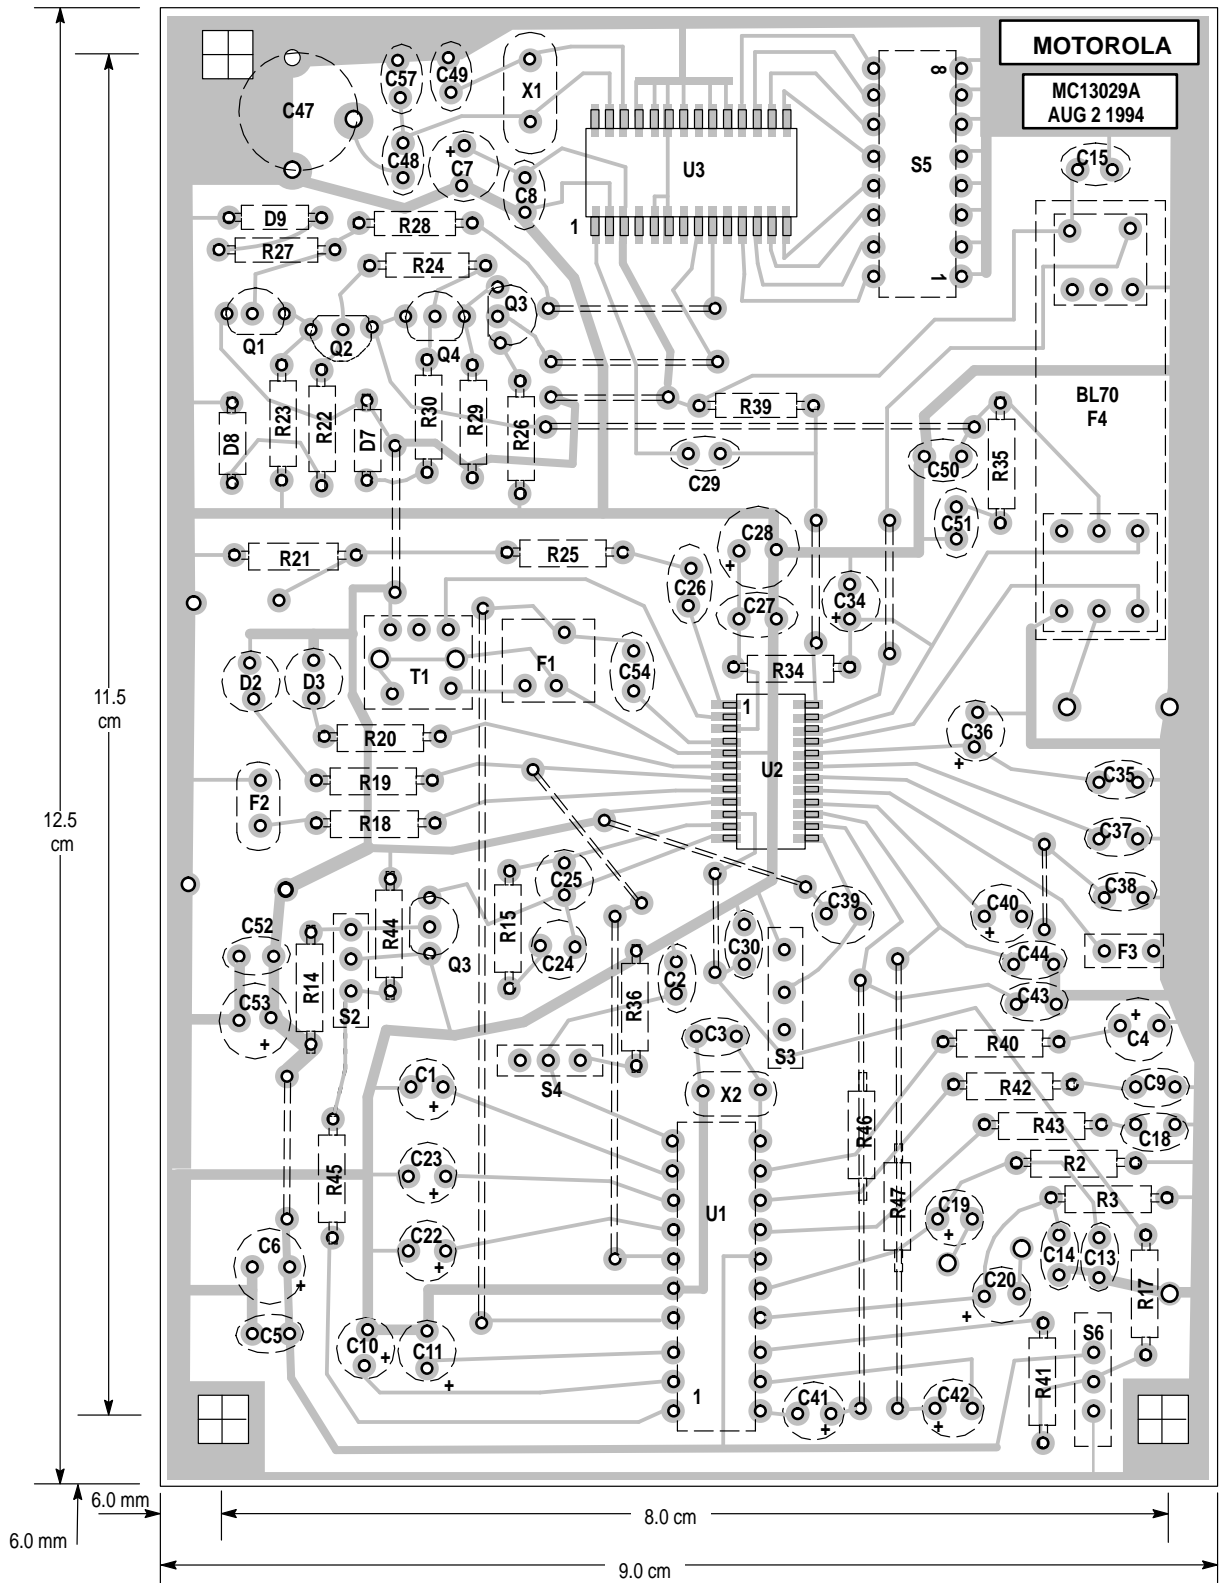 MOTOROLA
C57 C49 X1 8
MC13029A
AUG 2 1994
C47
C48 C7 + C8 U3 S5 C15
D9
R28
1
R27
R24
1
Q3
Q1 Q2 Q4
R23 R22 D7 R30 R29 R26 R39 BL70
F4
D8 C50 R35
C29
C51
C28 +
R21 R25
C26 C27 C34 +
D2 D3 T1 F1 C54 R34
11.5
cm
1
R20 C36 +
U2
R19 C35
F2
12.5
cm
R18 C37
C25 C38
R44 R15 C39 C40 +
C52 C30 C44 F3
R14 Q3 C24 C2
C53 + S2 R36 C43
C3 S3 R40 + C4
C1 + S4 X2 R42 C9
R46 R43 C18
R45 C23 + R2
R47 R3
U1 C19 +
C22 +
C6 + C14 C13
C20 + R17
C5 C10 + C11 + S6
R41
1 C41 + C42 +
6.0 mm
8.0 cm
6.0 mm
9.0 cm